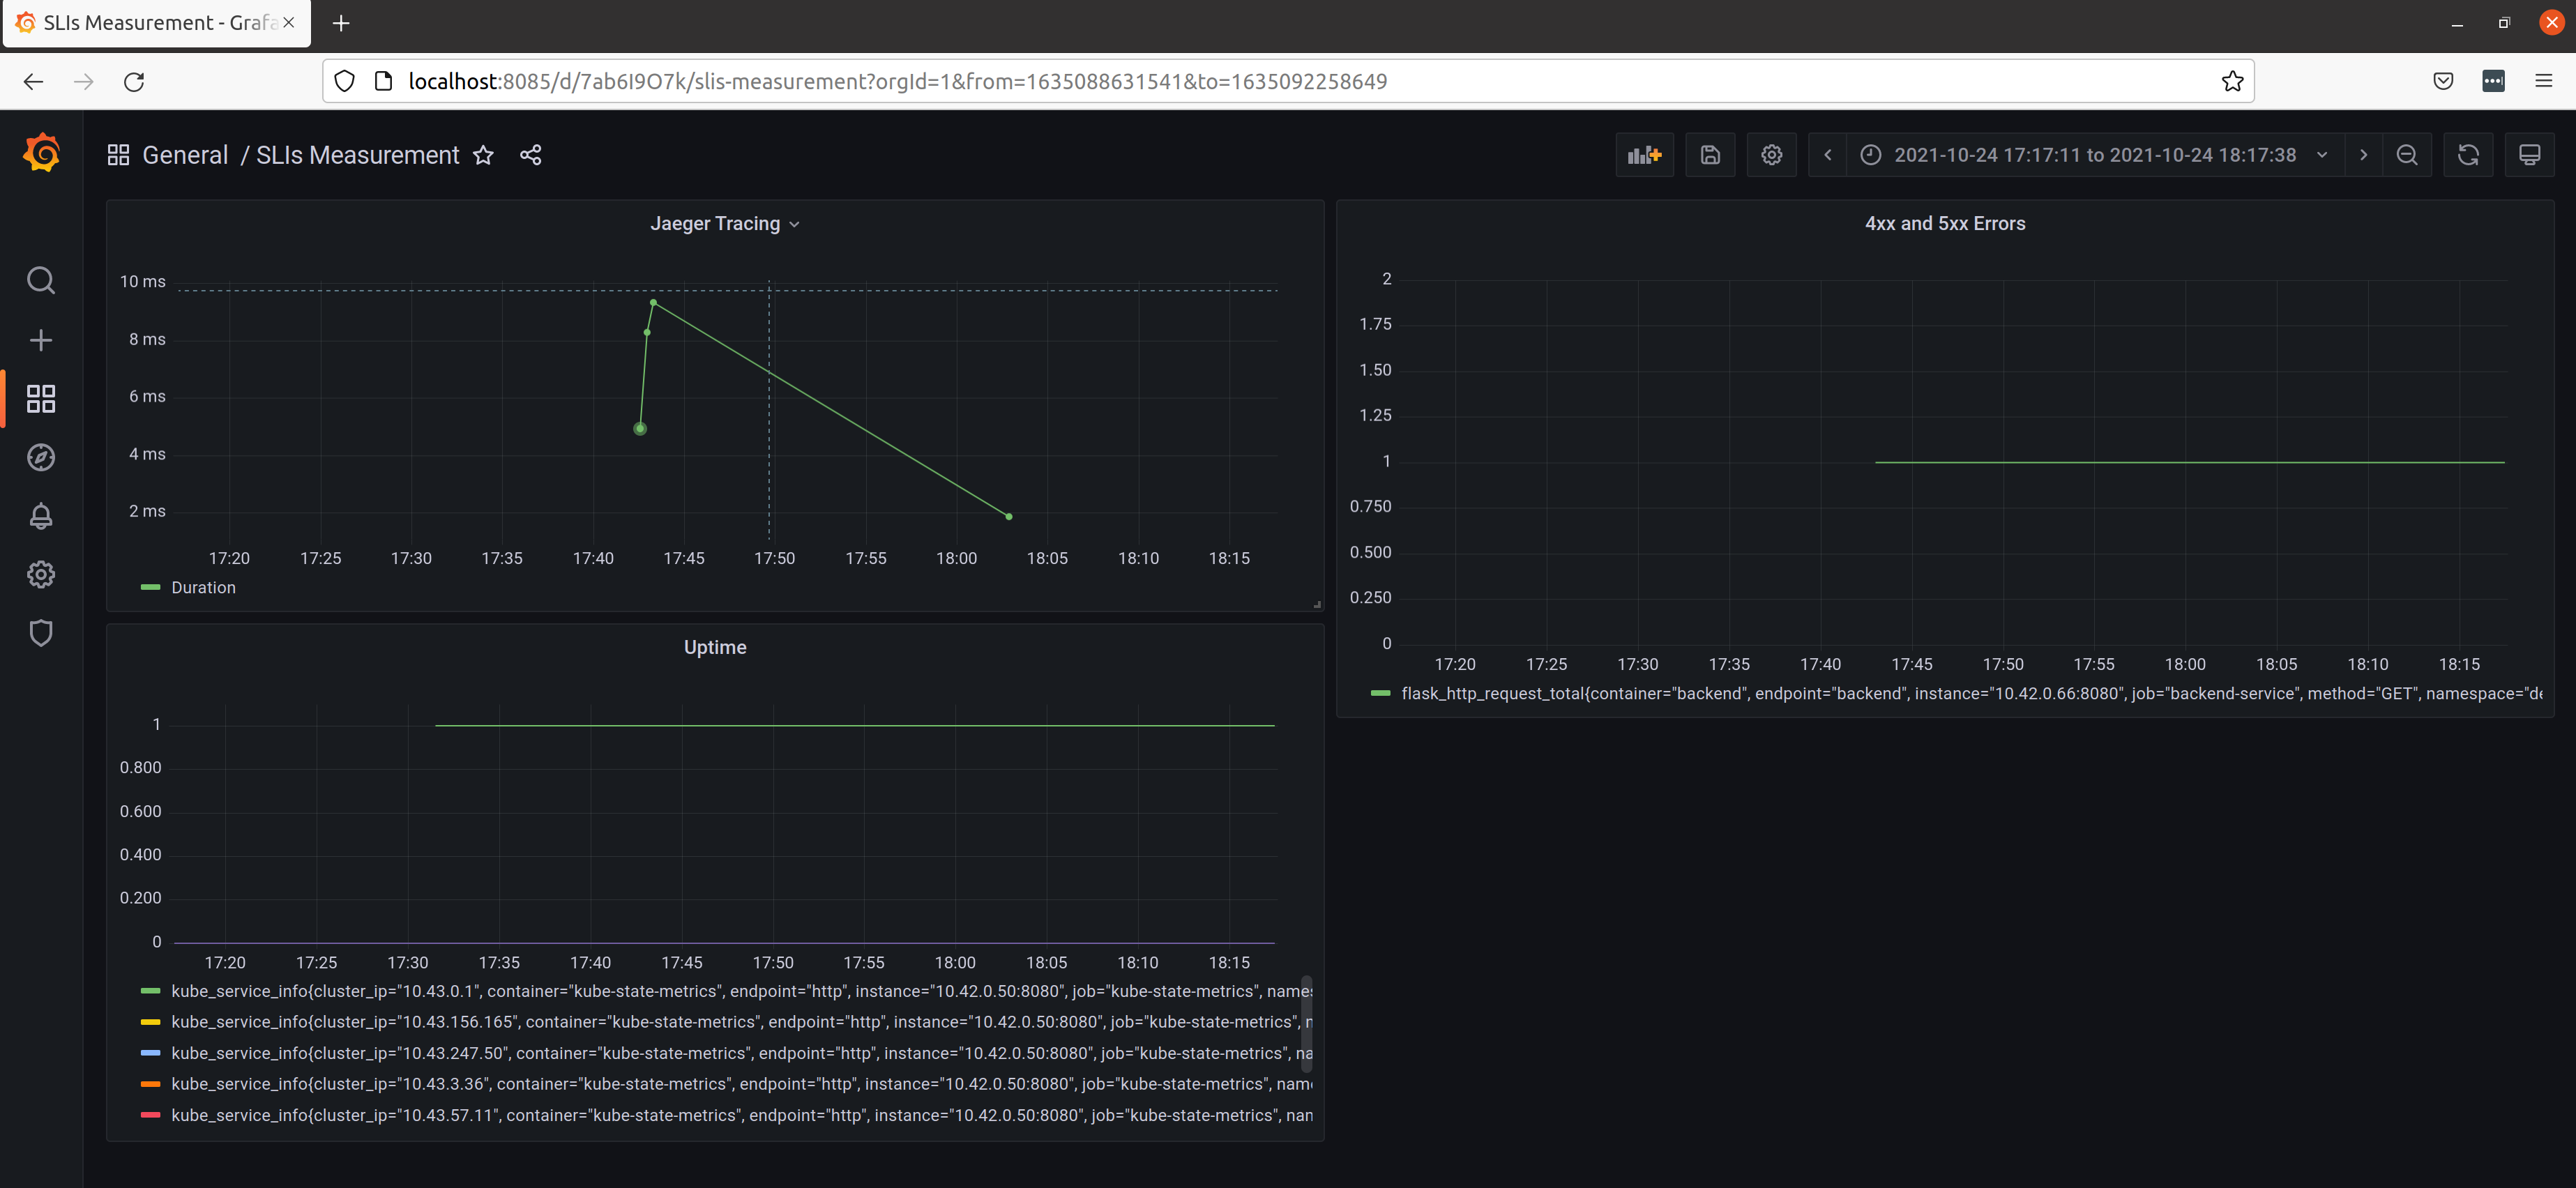 SLIs Measurement - Grafa
localhost:8085/d/7ab6I9O7k/slis-measurement?orgId=1&from=1635088631541&to=1635092258649
General / SLIs Measurement
2021-10-24 17:17:11 to 2021-10-24 18:17:38
Jaeger Tracing
10 ms
8 ms
6 ms
4 ms
2 ms
17:20 17:25 17:30 17:35 17:40 17:45 17:50 17:55 18:00 18:05 18:10 18:15
Duration
4xx and 5xx Errors
2
1.75
1.50
1.25
1
0.750
0.500
0.250
0
17:20 17:25 17:30 17:35 17:40 17:45 17:50 17:55 18:00 18:05 18:10 18:15
flask_http_request_total{container="backend", endpoint="backend", instance="10.42.0.66:8080", job="backend-service", method="GET", namespace="de
Uptime
1
0.800
0.600
0.400
0.200
0
17:20 17:25 17:30 17:35 17:40 17:45 17:50 17:55 18:00 18:05 18:10 18:15
kube_service_info{cluster_ip="10.43.0.1", container="kube-state-metrics", endpoint="http", instance="10.42.0.50:8080", job="kube-state-metrics", names
kube_service_info{cluster_ip="10.43.156.165", container="kube-state-metrics", endpoint="http", instance="10.42.0.50:8080", job="kube-state-metrics", n
kube_service_info{cluster_ip="10.43.247.50", container="kube-state-metrics", endpoint="http", instance="10.42.0.50:8080", job="kube-state-metrics", na
kube_service_info{cluster_ip="10.43.3.36", container="kube-state-metrics", endpoint="http", instance="10.42.0.50:8080", job="kube-state-metrics", name
kube_service_info{cluster_ip="10.43.57.11", container="kube-state-metrics", endpoint="http", instance="10.42.0.50:8080", job="kube-state-metrics", nan